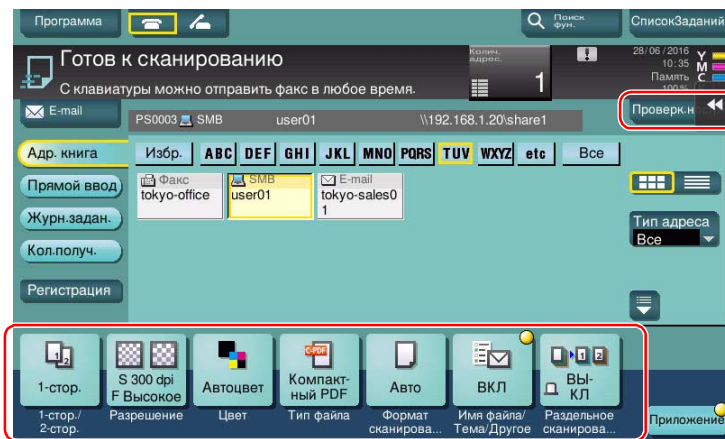 Программа
Поиск
фун.
СписокЗаданий
Готов к сканированию
С клавиатуры можно отправить факс в любое время.
Колич.
адрес.
1
28/06/2016
10:35
Память
100%
Y
M
C
E-mail
PS0003 SMB user01 \\192.168.1.20\share1
Проверк.н
Адр. книга
Избр. ABC DEF GHI JKL MNO PQRS TUV WXYZ etc Все
Прямой ввод
Журн.задан.
Кол.получ.
Регистрация
Факс
tokyo-office
SMB
user01
E-mail
tokyo-sales0
1
Тип адреса
Все
1-стор.
1-стор./
2-стор.
S 300 dpi
F Высокое
Разрешение
Автоцвет
Цвет
Компакт-
ный PDF
Тип файла
Авто
Формат
сканирова...
ВКЛ
Имя файла/
Тема/Другое
ВЫ-
КЛ
Раздельное
сканирова...
Приложение